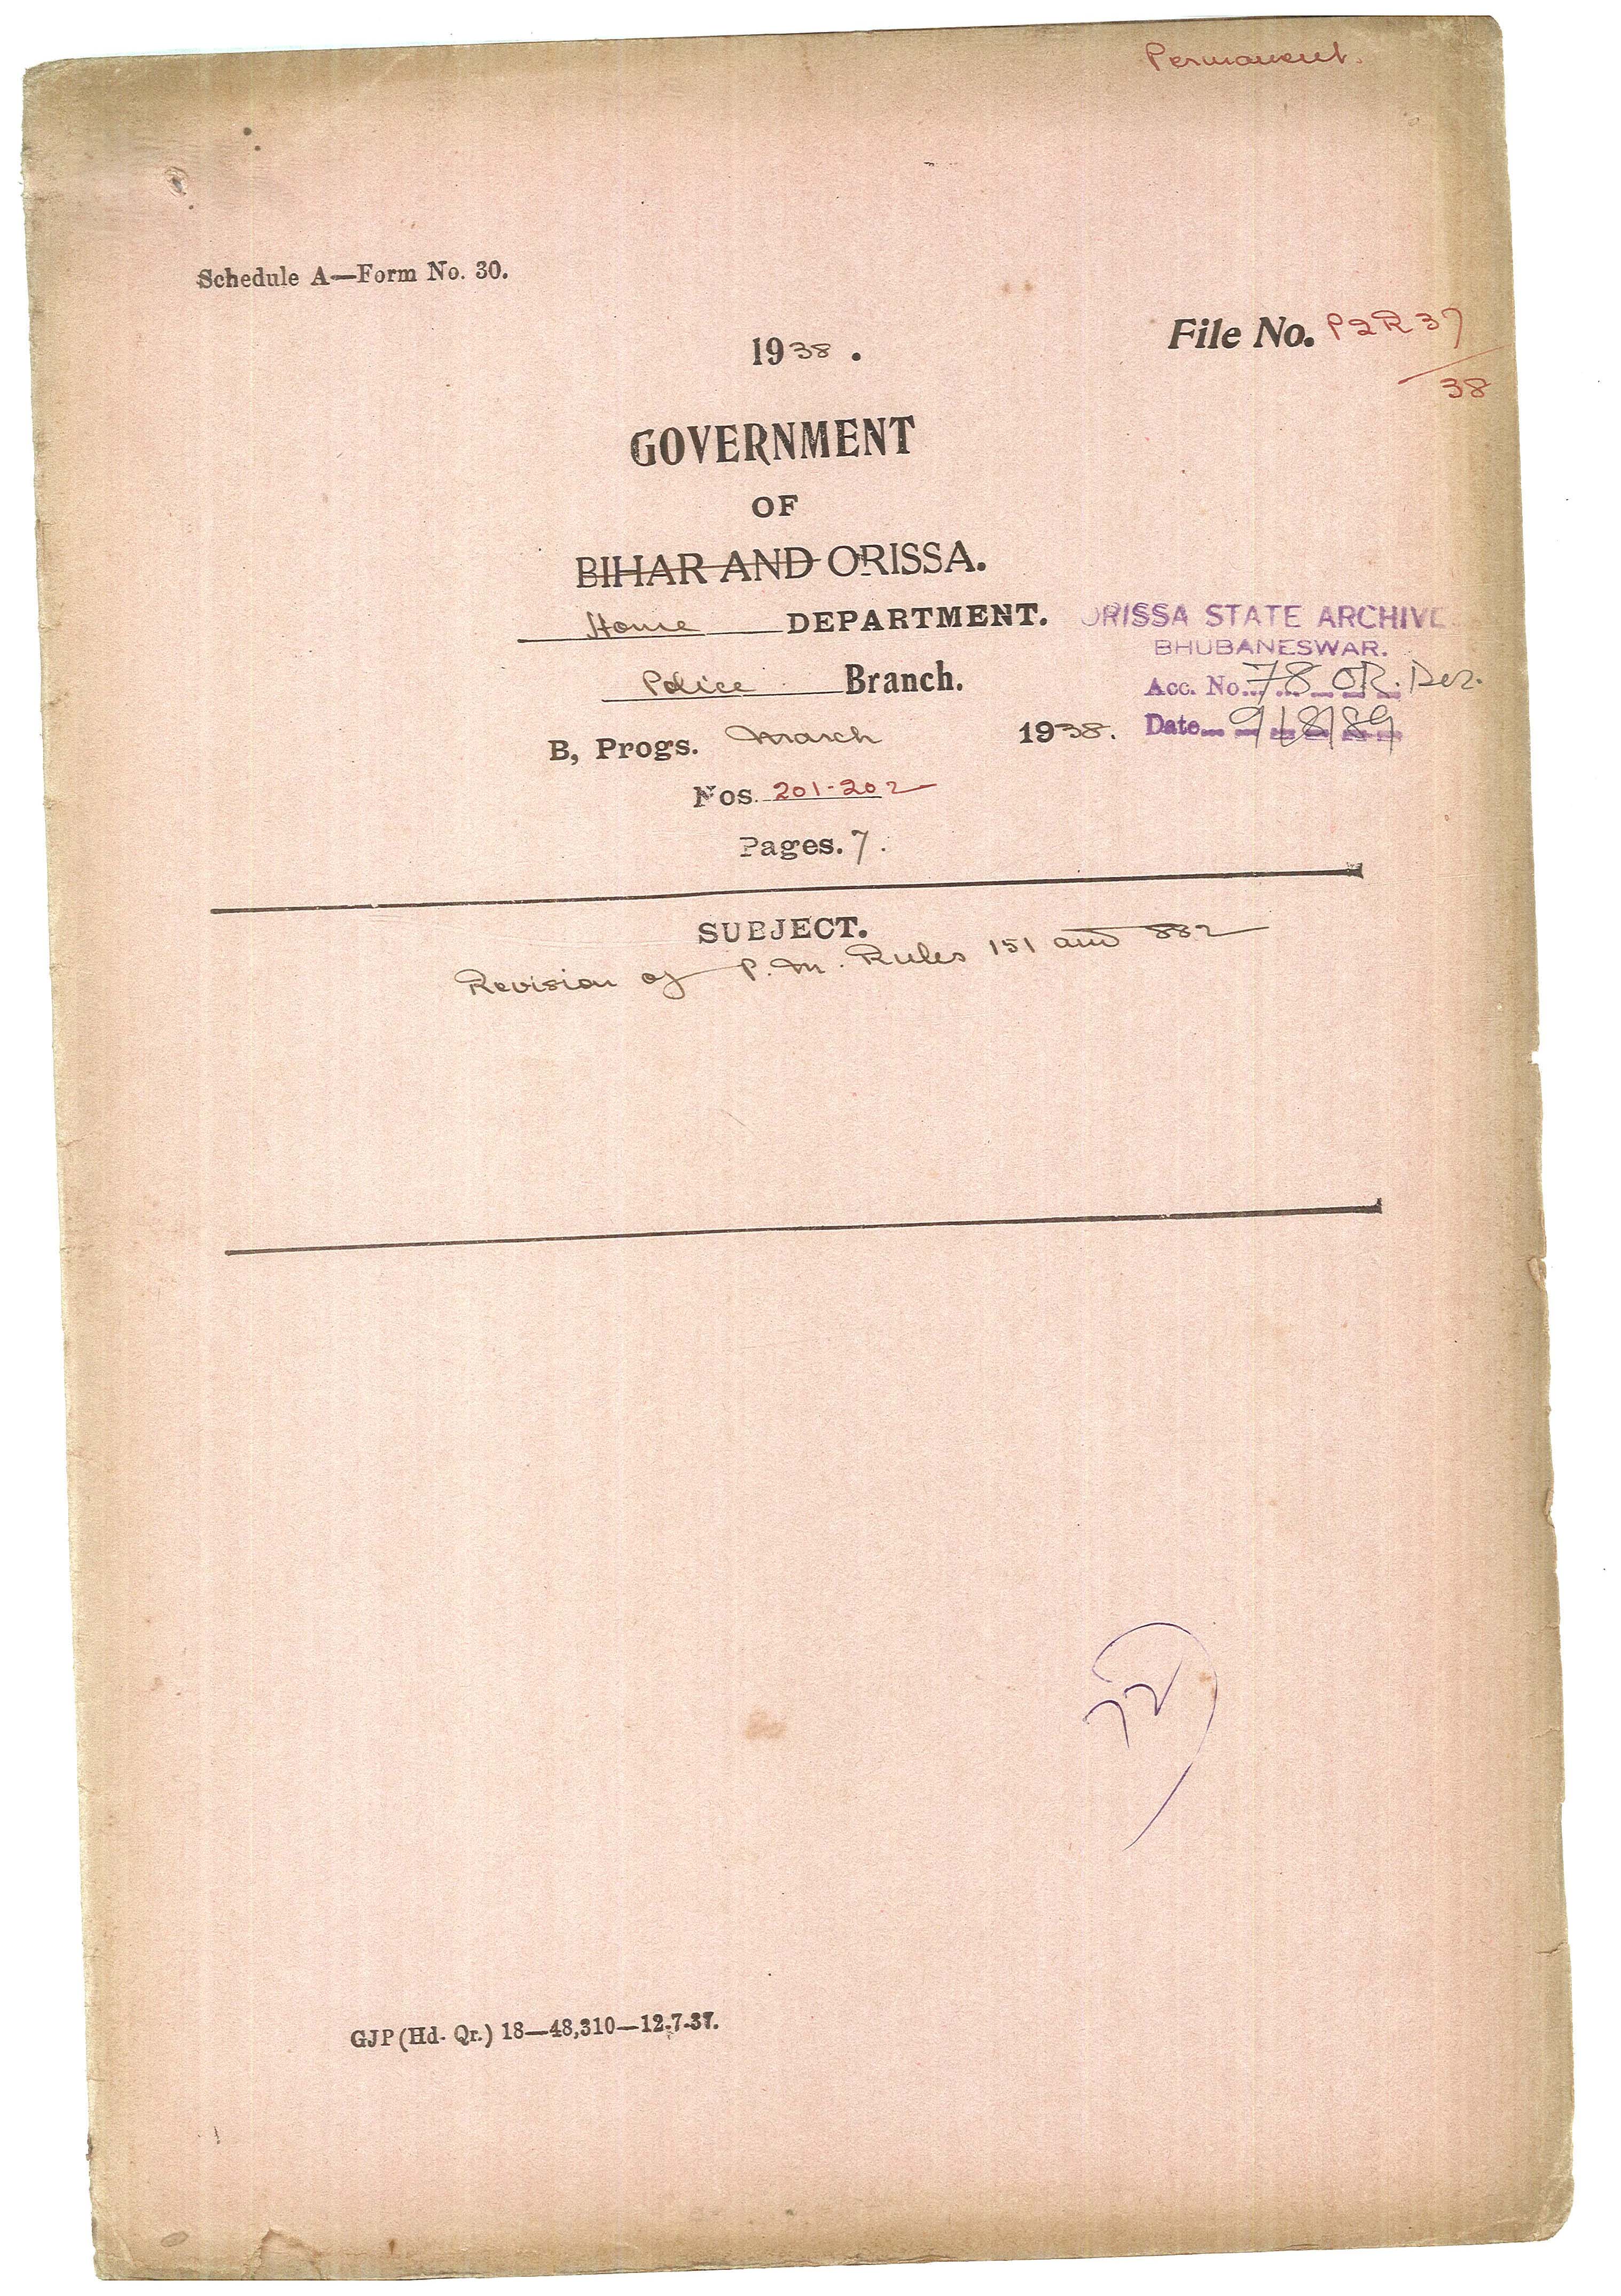 Permanent.
Schedule A—Form No. 30.
File No. P2R 37
38
1938.
GOVERNMENT
OF
BIHAR AND ORISSA.
Home DEPARTMENT.
ORISSA STATE ARCHIVE
BHUBANESWAR.
Police Branch.
Acc. No. 78 OR.
B, Progs. March 1938.
Date 9/8/89
Nos. 201-202
Pages. 7.
SUBJECT.
Revision of P.M. Rules 151 and 882
GJP (Hd. Qr.) 18—48,310—12-7-37.